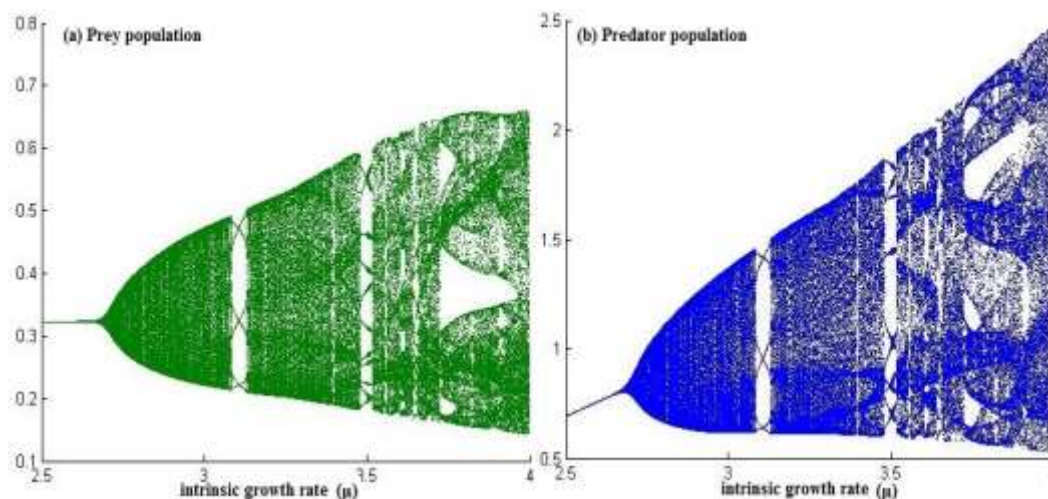 (a) Prey population
0.8
0.7
0.6
0.5
0.4
0.3
0.2
0.1
2.5 3 3.5 4
intrinsic growth rate (μ)
(b) Predator population
2.5
2
1.5
1
0.5
2.5 3 3.5
intrinsic growth rate (μ)